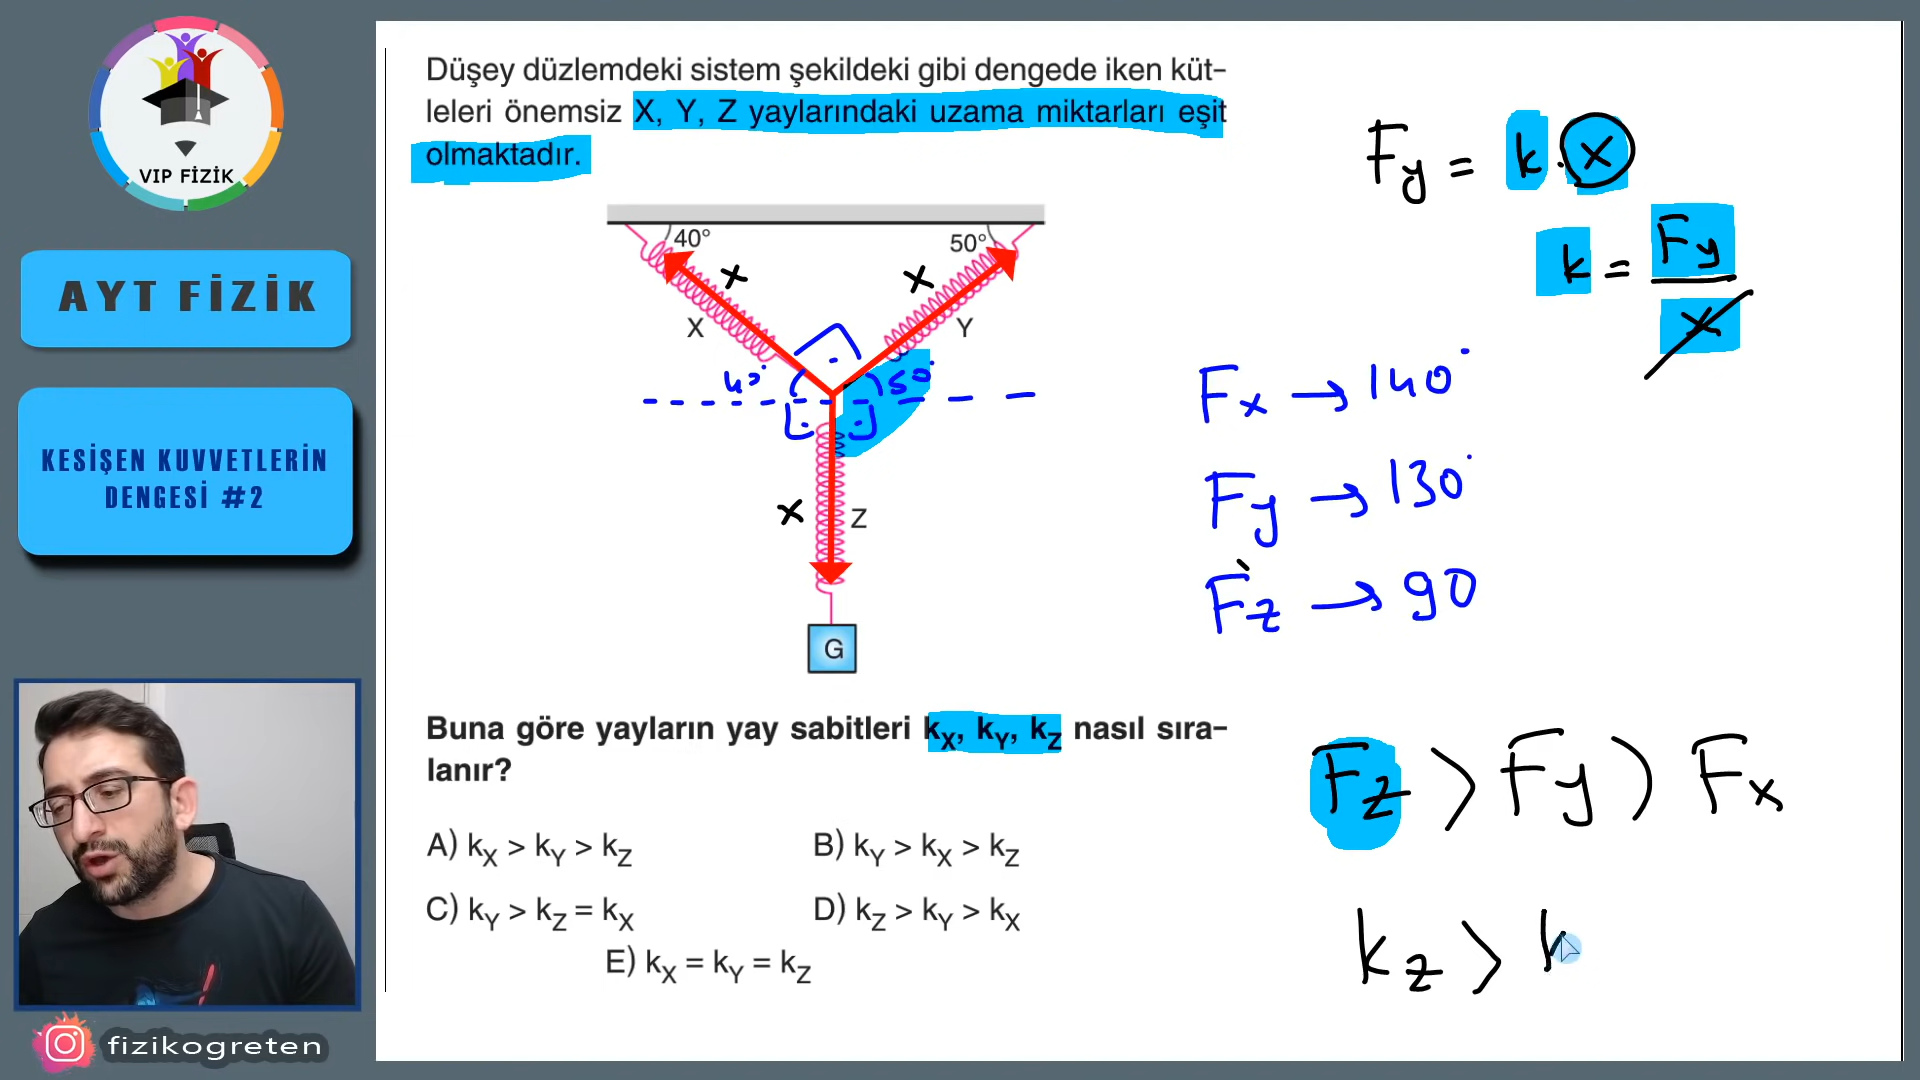 VIP FİZİK
AYT FİZİK
KESİŞEN KUVVETLERİN
DENGESİ #2
fizikogreten
Düşey düzlemdeki sistem şekildeki gibi dengede iken küt-
leleri önemsiz X, Y, Z yaylarındaki uzama miktarları eşit
olmaktadır.
40° 50°
x x
X Y
40° 50°
x Z
G
Buna göre yayların yay sabitleri kX, kY, kZ nasıl sıra-
lanır?
A) kX > kY > kZ B) kY > kX > kZ
C) kY > kZ = kX D) kZ > kY > kX
E) kX = kY = kZ
Fy = k . x
k = Fy / x
Fx → 140°
Fy → 130°
Fz → 90
Fz > Fy > Fx
kz > k